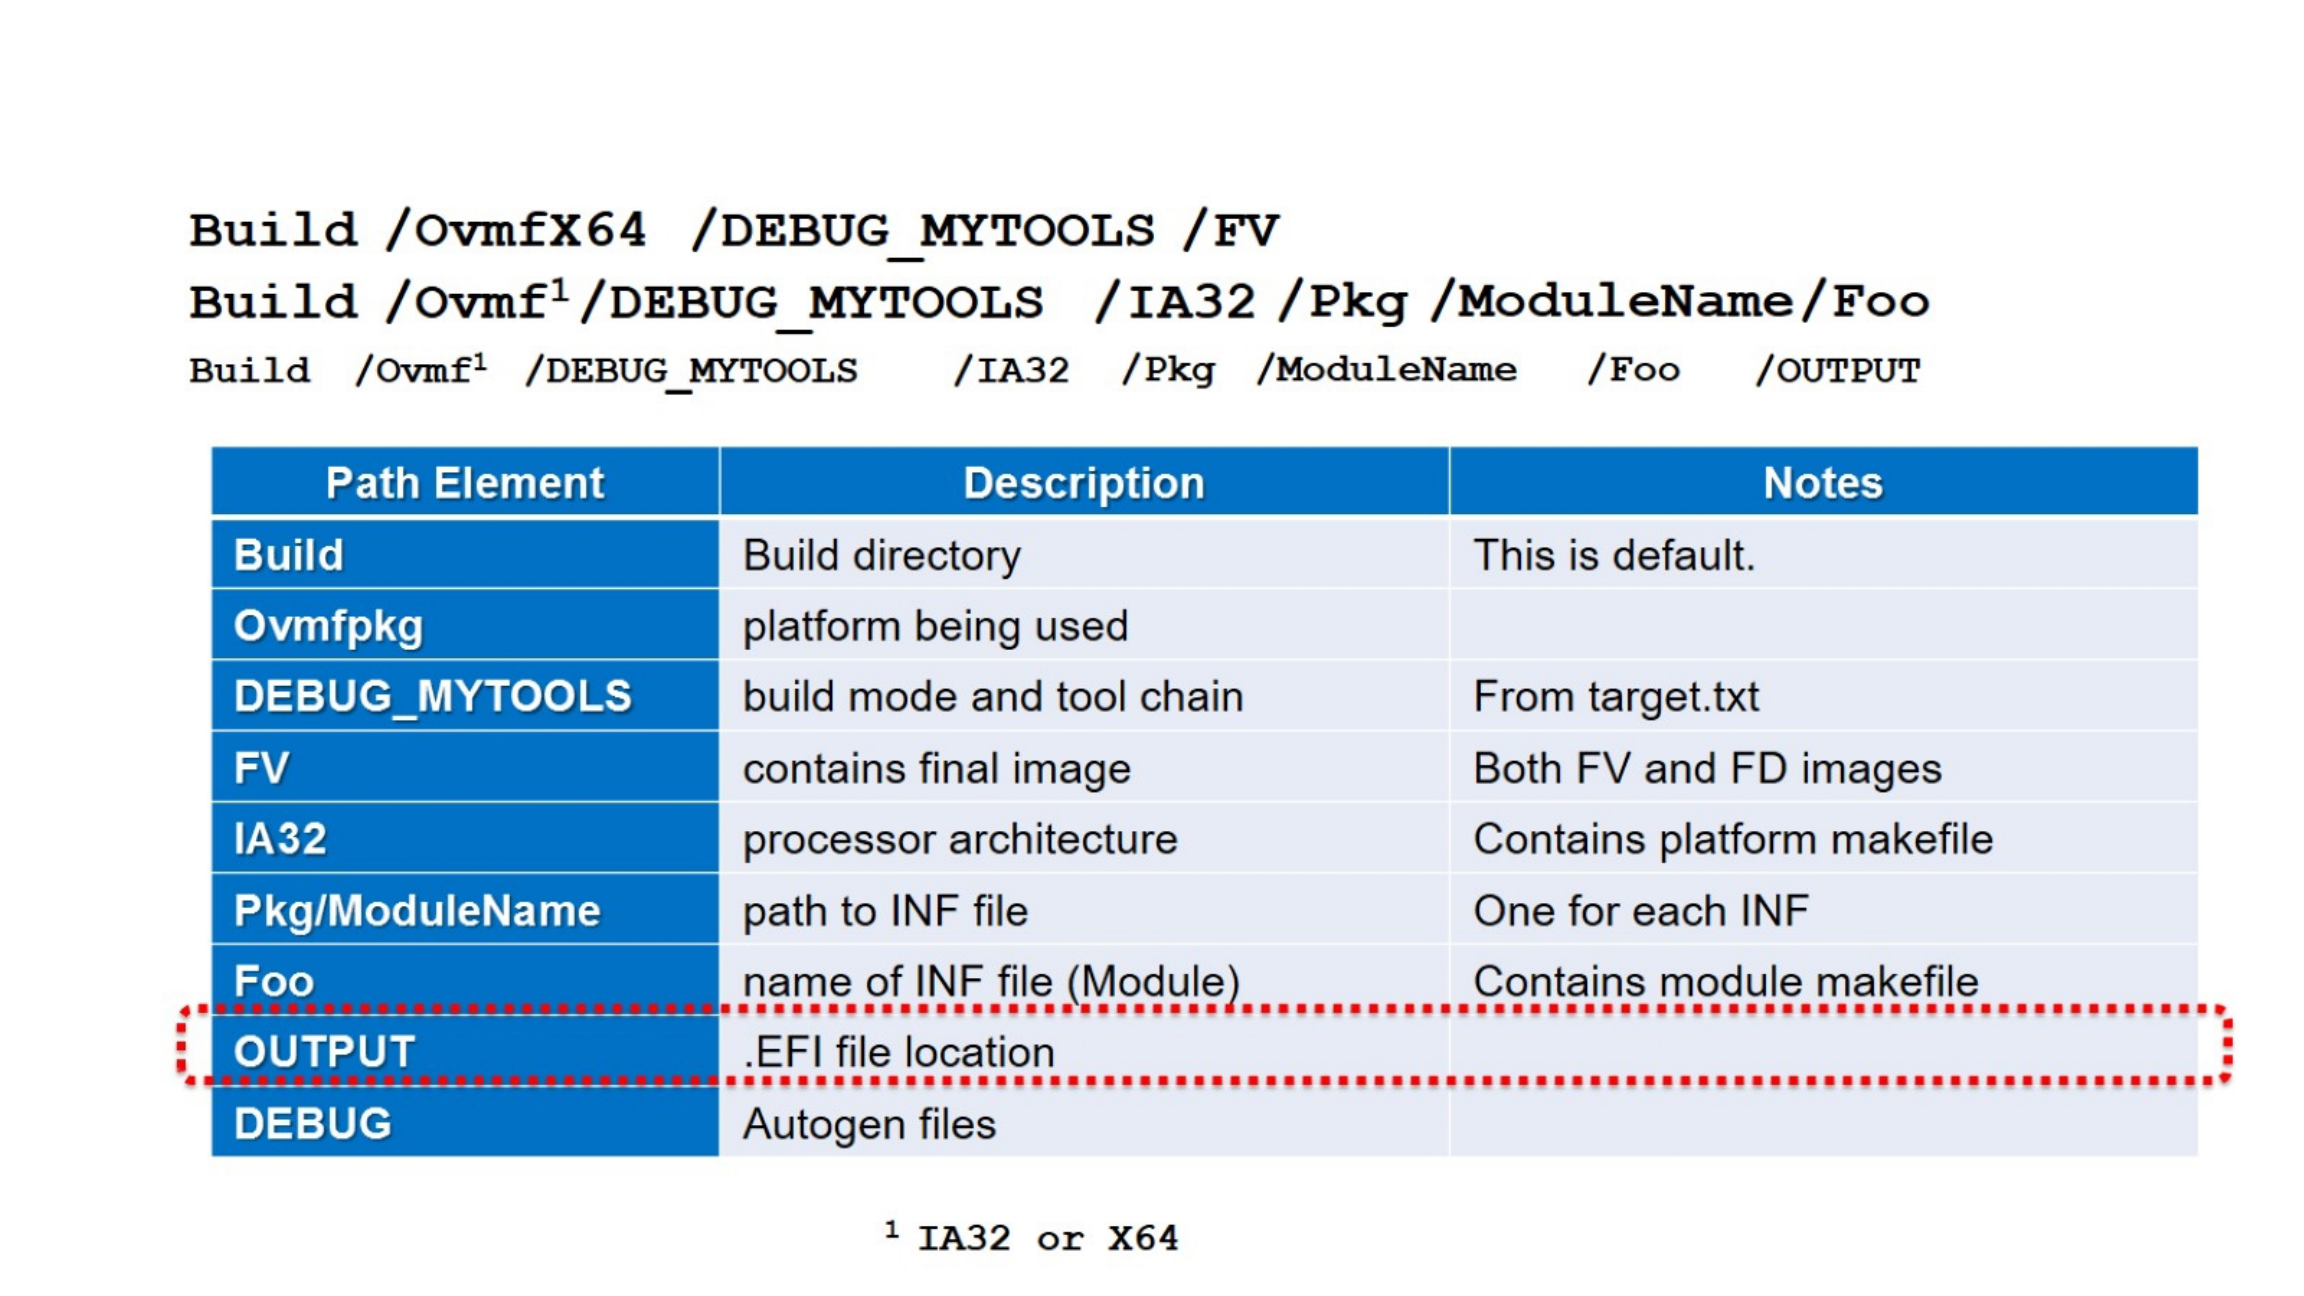 Build /OvmfX64 /DEBUG_MYTOOLS /FV
Build /Ovmf¹/DEBUG_MYTOOLS /IA32 /Pkg /ModuleName/Foo
Build /Ovmf¹ /DEBUG_MYTOOLS /IA32 /Pkg /ModuleName /Foo /OUTPUT
Path Element Description Notes
Build Build directory This is default.
Ovmfpkg platform being used
DEBUG_MYTOOLS build mode and tool chain From target.txt
FV contains final image Both FV and FD images
IA32 processor architecture Contains platform makefile
Pkg/ModuleName path to INF file One for each INF
Foo name of INF file (Module) Contains module makefile
OUTPUT .EFI file location
DEBUG Autogen files
¹ IA32 or X64